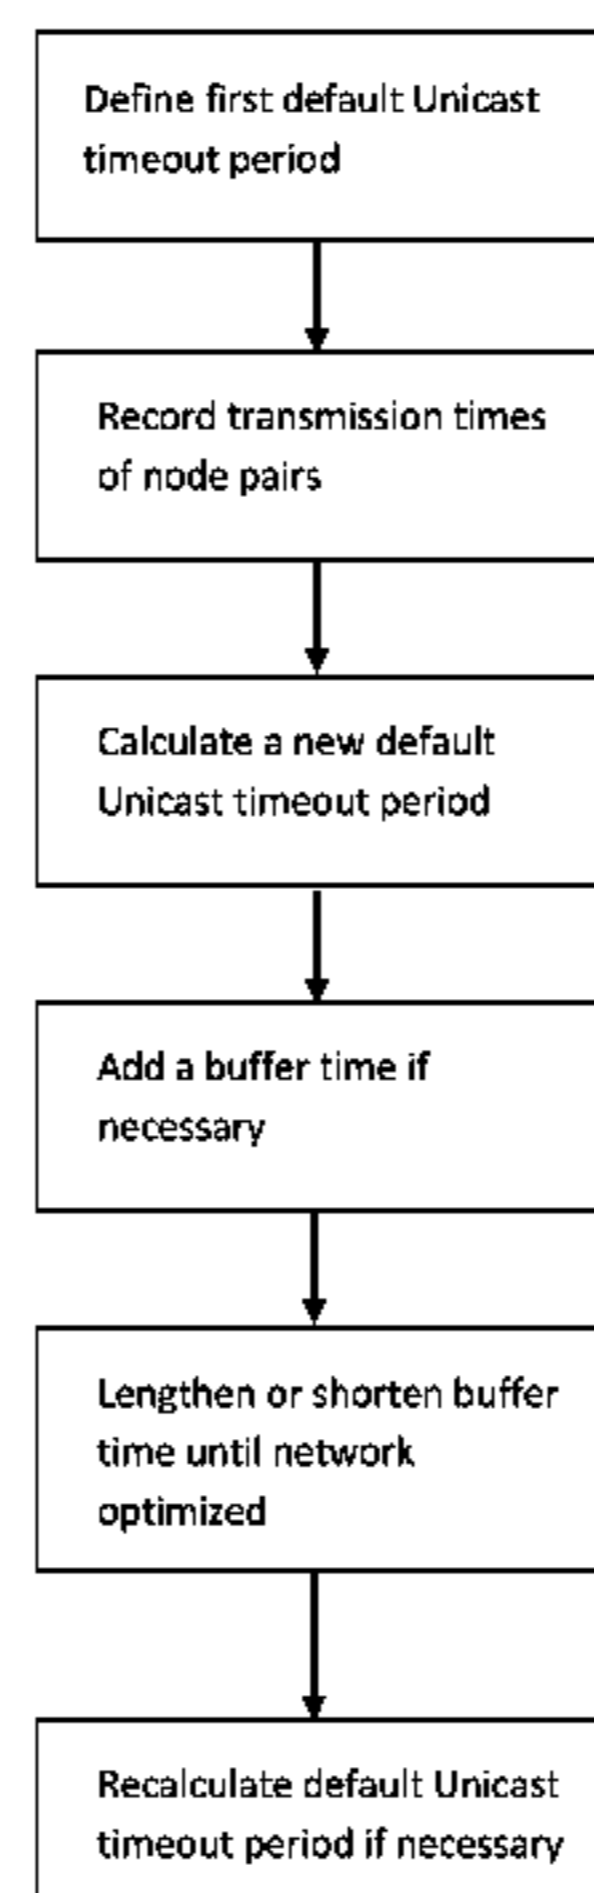 Define first default Unicast
timeout period
Record transmission times
of node pairs
Calculate a new default
Unicast timeout period
Add a buffer time if
necessary
Lengthen or shorten buffer
time until network
optimized
Recalculate default Unicast
timeout period if necessary